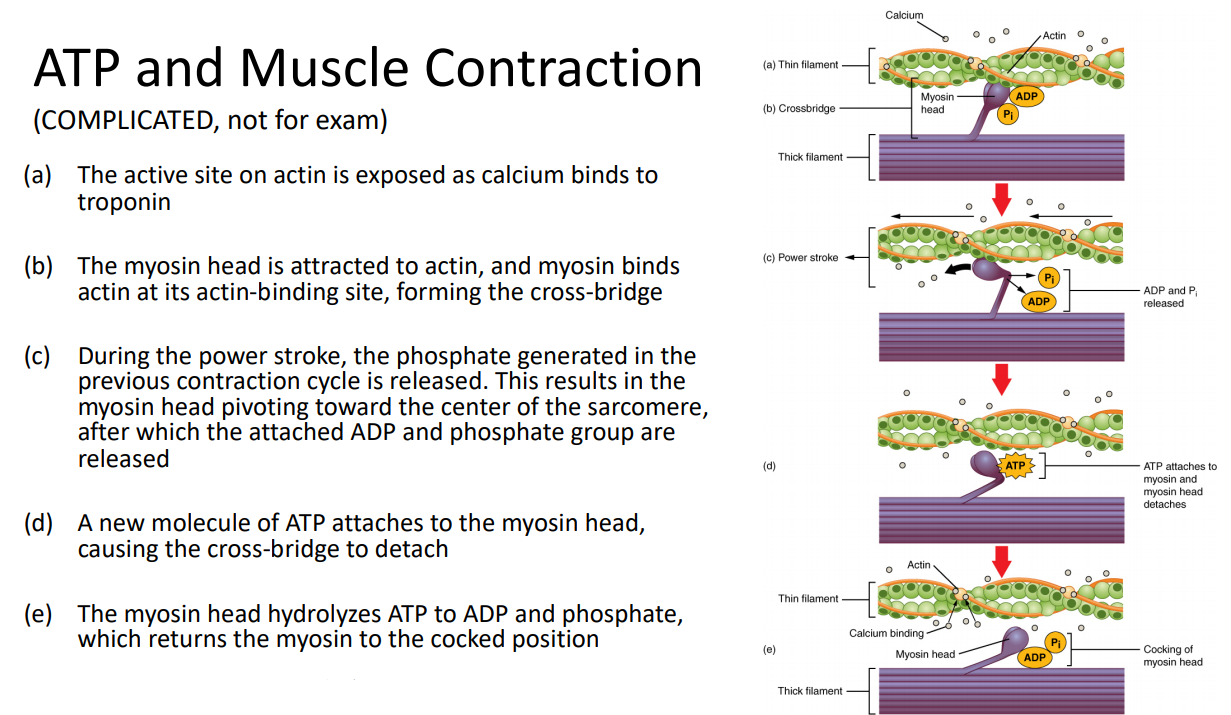 ATP and Muscle Contraction
(COMPLICATED, not for exam)
(a) The active site on actin is exposed as calcium binds to
troponin
(b) The myosin head is attracted to actin, and myosin binds
actin at its actin-binding site, forming the cross-bridge
(c) During the power stroke, the phosphate generated in the
previous contraction cycle is released. This results in the
myosin head pivoting toward the center of the sarcomere,
after which the attached ADP and phosphate group are
released
(d) A new molecule of ATP attaches to the myosin head,
causing the cross-bridge to detach
(e) The myosin head hydrolyzes ATP to ADP and phosphate,
which returns the myosin to the cocked position
Calcium
Actin
(a) Thin filament
Myosin
head
ADP
Pi
(b) Crossbridge
Thick filament
(c) Power stroke
Pi
ADP
ADP and Pi
released
(d)
ATP
ATP attaches to
myosin and
myosin head
detaches
Actin
Thin filament
Calcium binding
Myosin head
(e)
Pi
ADP
Cocking of
myosin head
Thick filament